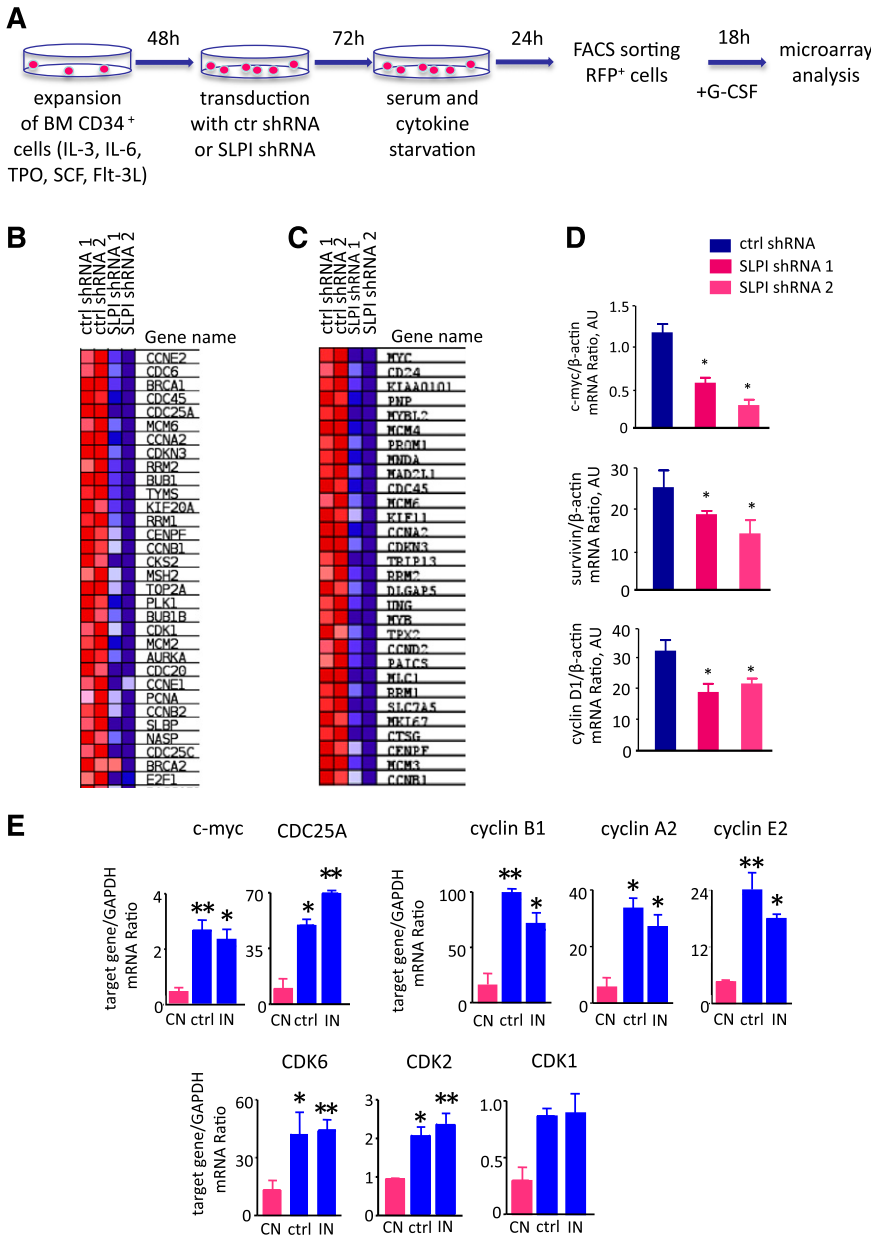 A
48h
72h
24h
18h
FACS sorting
RFP+ cells
+G-CSF
microarray
analysis
expansion
of BM CD34 +
cells (IL-3, IL-6,
TPO, SCF, Flt-3L)
transduction
with ctr shRNA
or SLPI shRNA
serum and
cytokine
starvation
B
ctrl shRNA 1
ctrl shRNA 2
SLPI shRNA 1
SLPI shRNA 2
Gene name
CCNE2
CDC6
BRCA1
CDC45
CDC25A
MCM6
CCNA2
CDKN3
RRM2
BUB1
TYMS
KIF20A
RRM1
CENPF
CCNB1
CKS2
MSH2
TOP2A
PLK1
BUB1B
CDK1
MCM2
AURKA
CDC20
CCNE1
PCNA
CCNB2
SLBP
NASP
CDC25C
BRCA2
E2F1
C
ctrl shRNA 1
ctrl shRNA 2
SLPI shRNA 1
SLPI shRNA 2
Gene name
MYC
CD24
KIAA0101
PNP
MYBL2
MCM4
PROM1
MNDA
MAD2L1
CDC45
MCM6
KIF11
CCNA2
CDKN3
TRIP13
RRM2
DLGAP5
UNG
MYB
TPX2
CCND2
PAICS
MLC1
RRM1
SLC7A5
MKI67
CTSG
CENPF
MCM3
CCNB1
D
ctrl shRNA
SLPI shRNA 1
SLPI shRNA 2
c-myc/β-actin
mRNA Ratio, AU
1.5
1.0
0.5
0
*
*
survivin/β-actin
mRNA Ratio, AU
30
20
10
0
*
*
cyclin D1/β-actin
mRNA Ratio, AU
40
30
20
10
0
*
*
E
target gene/GAPDH
mRNA Ratio
c-myc
4
2
0
**
*
CN ctrl IN
CDC25A
70
35
0
*
**
CN ctrl IN
target gene/GAPDH
mRNA Ratio
cyclin B1
100
50
0
**
*
CN ctrl IN
cyclin A2
40
20
0
*
*
CN ctrl IN
cyclin E2
24
12
0
**
*
CN ctrl IN
target gene/GAPDH
mRNA Ratio
CDK6
60
30
0
*
**
CN ctrl IN
CDK2
3
2
1
0
*
**
CN ctrl IN
CDK1
1.0
0.5
0
CN ctrl IN